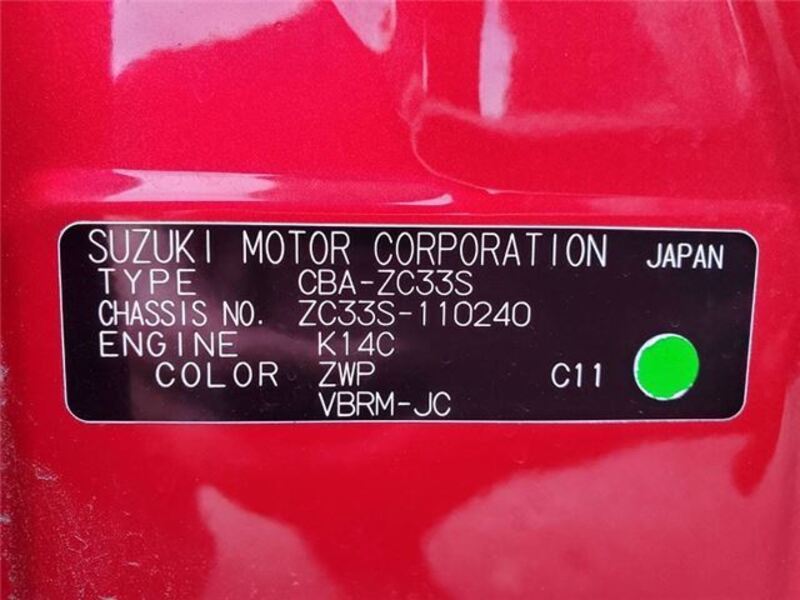 SUZUKI MOTOR CORPORATION JAPAN
TYPE CBA-ZC33S
CHASSIS NO. ZC33S-110240
ENGINE K14C
COLOR ZWP C11
VBRM-JC